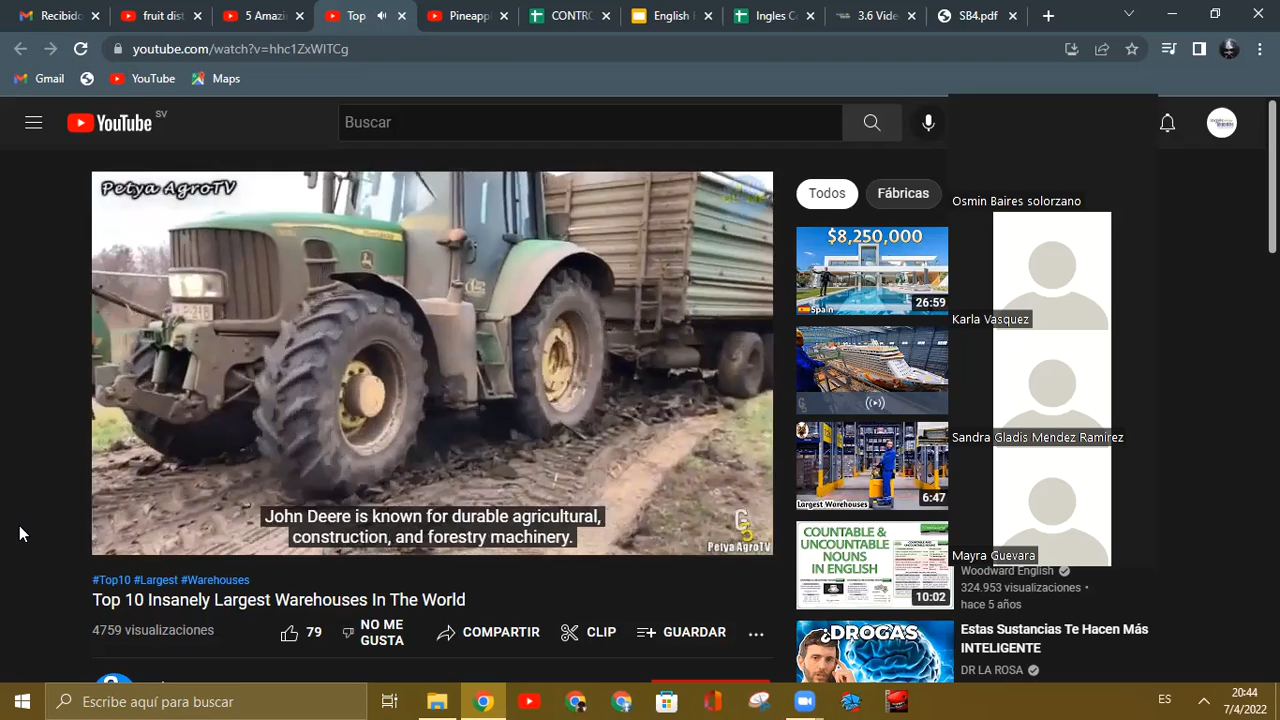 Recibido
fruit dist
5 Amazi
Top
Pineappl
CONTRO
English F
Ingles C
3.6 Vide
SB4.pdf
youtube.com/watch?v=hhc1ZxWITCg
Gmail
YouTube
Maps
YouTube
SV
Buscar
Petya AgroTV
John Deere is known for durable agricultural,
construction, and forestry machinery.
Petya AgroTV
#Top10 #Largest #Warehouses
Top 10 Insanely Largest Warehouses In The World
4759 visualizaciones
79
NO ME
GUSTA
COMPARTIR
CLIP
GUARDAR
Todos
Fábricas
$8,250,000
Spain
26:59
Largest Warehouses
6:47
COUNTABLE &
UNCOUNTABLE
NOUNS
IN ENGLISH
10:02
¿DROGAS
Osmin Baires solorzano
Karla Vasquez
Sandra Gladis Mendez Ramirez
Mayra Guevara
Woodward English
324.953 visualizaciones •
hace 5 años
Estas Sustancias Te Hacen Más
INTELIGENTE
DR LA ROSA
Escribe aquí para buscar
ES
20:44
7/4/2022